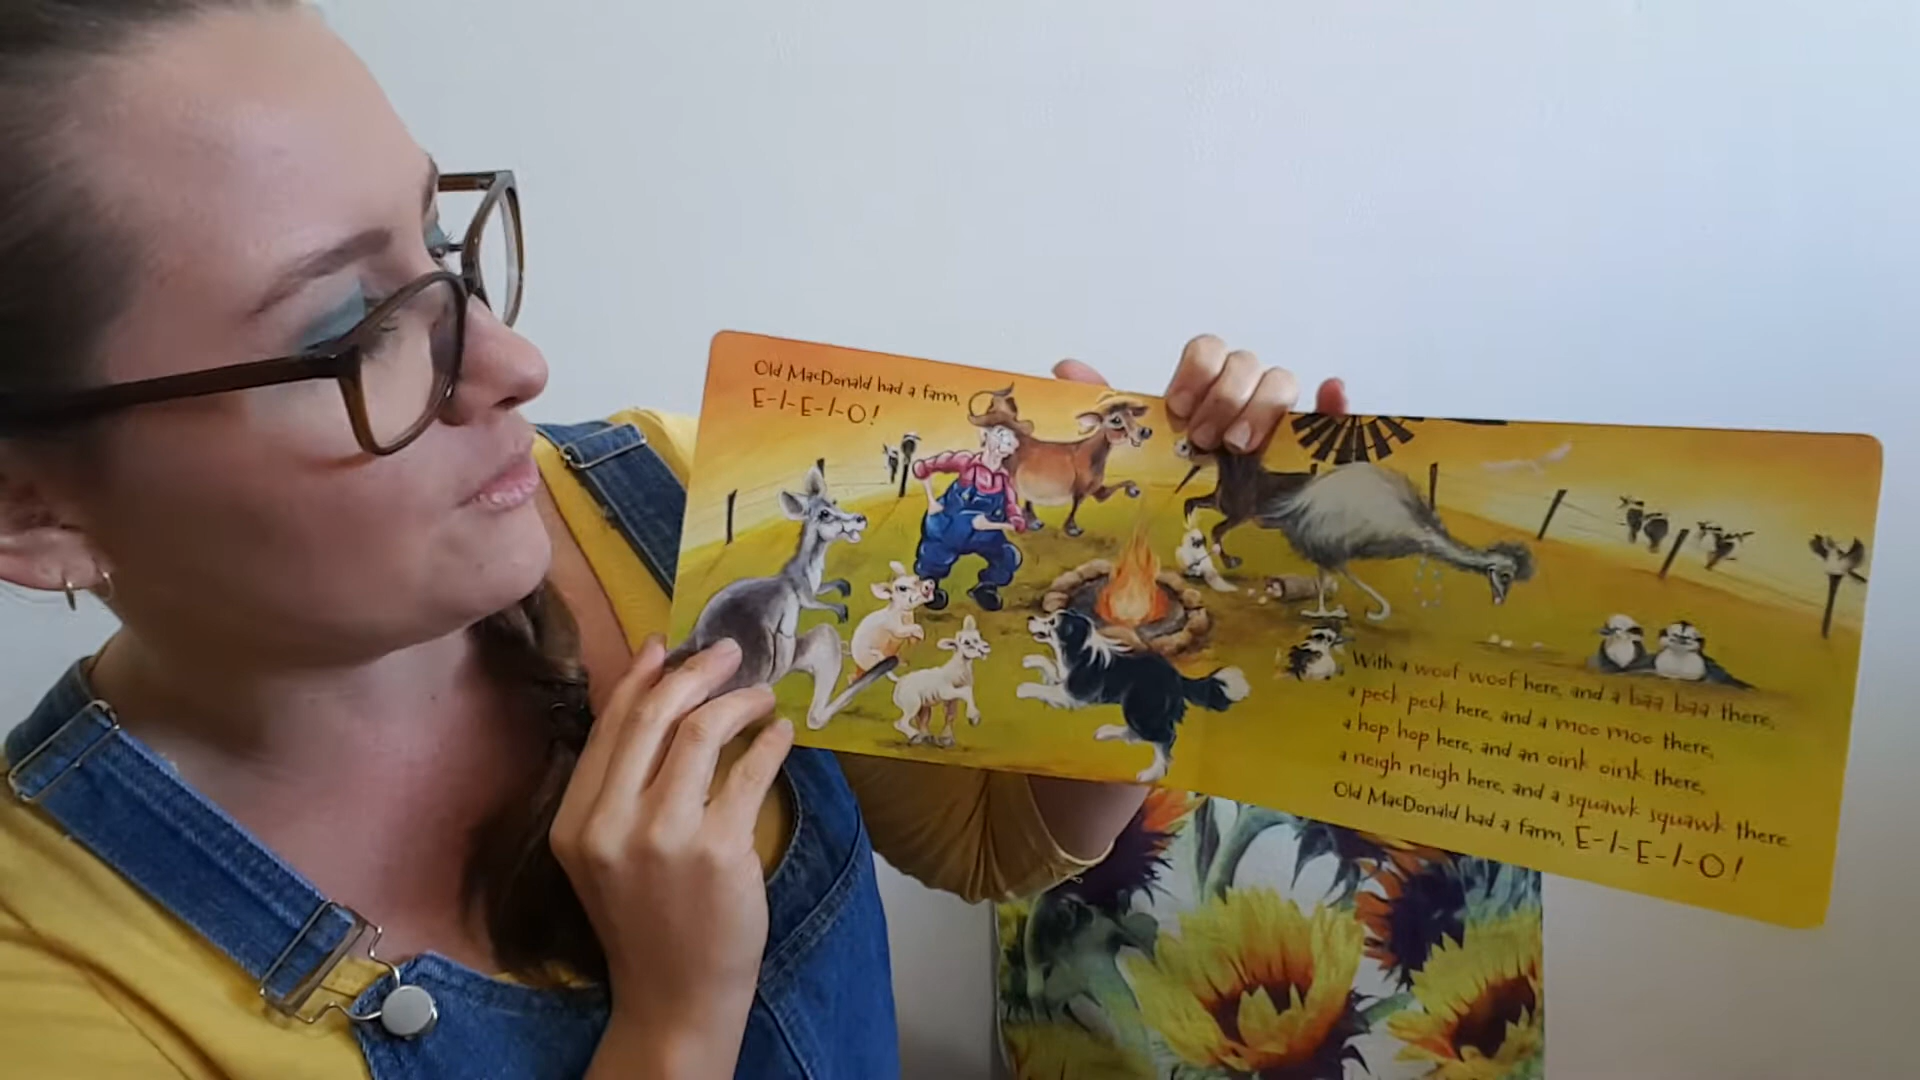 Old MacDonald had a farm,
E-I-E-I-O!
With a woof woof here, and a baa baa there,
a peck peck here, and a moo moo there,
a hop hop here, and an oink oink there,
a neigh neigh here, and a squawk squawk there.
Old MacDonald had a farm, E-I-E-I-O!